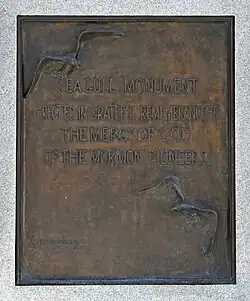 SEAGULL MONUMENT
ERECTED IN GRATEFUL REMEMBRANCE OF
THE MERCY OF GOD
TO THE MORMON PIONEERS